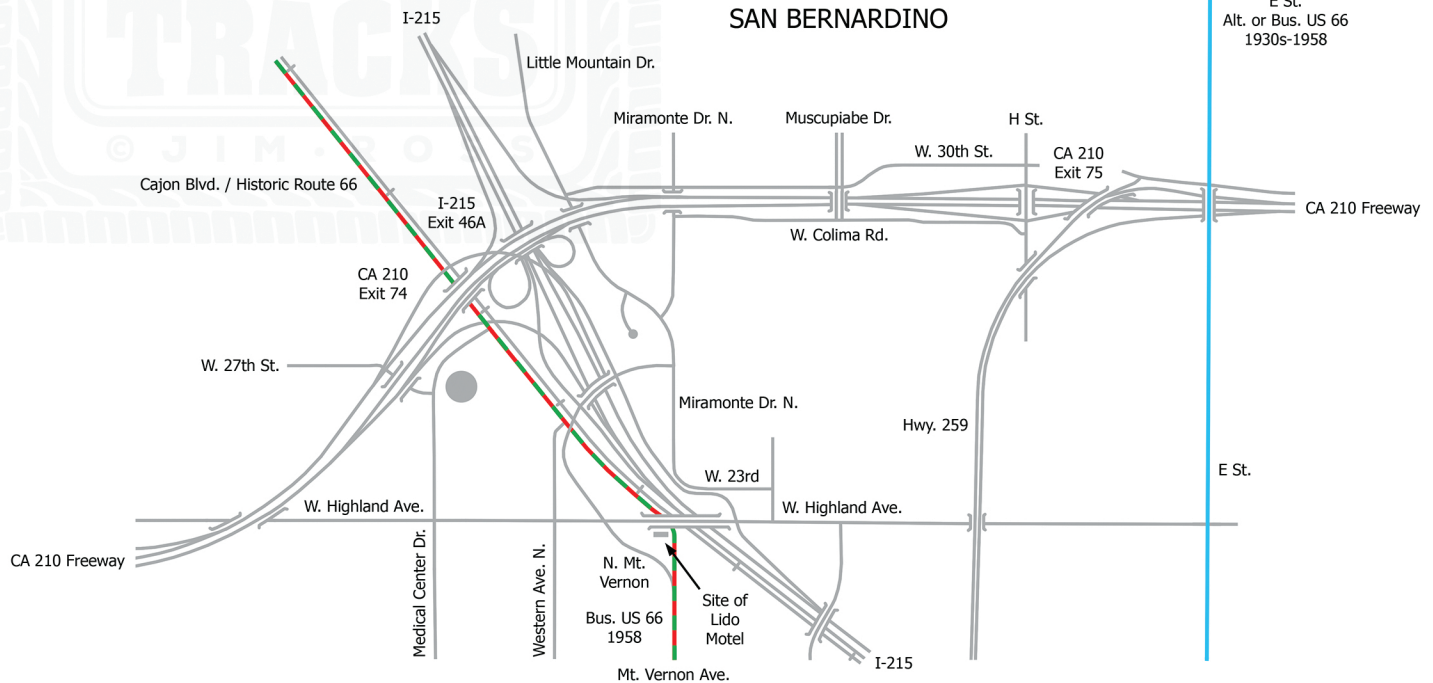 TRACKS
© JIM·ROSS
SAN BERNARDINO
E St.
Alt. or Bus. US 66
1930s-1958
I-215
Little Mountain Dr.
Miramonte Dr. N.
Muscupiabe Dr.
H St.
W. 30th St.
CA 210
Exit 75
Cajon Blvd. / Historic Route 66
I-215
Exit 46A
CA 210 Freeway
W. Colima Rd.
CA 210
Exit 74
W. 27th St.
Miramonte Dr. N.
Hwy. 259
E St.
W. 23rd
W. Highland Ave.
W. Highland Ave.
CA 210 Freeway
Medical Center Dr.
Western Ave. N.
N. Mt.
Vernon
Bus. US 66
1958
Site of
Lido
Motel
I-215
Mt. Vernon Ave.